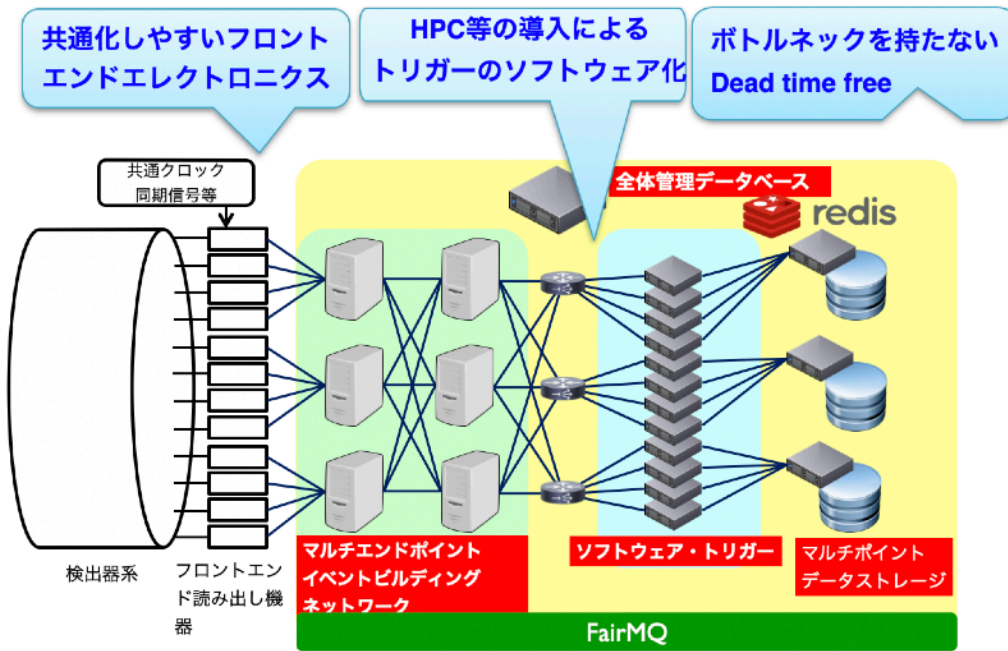 共通化しやすいフロント
エンドエレクトロニクス
HPC等の導入による
トリガーのソフトウェア化
ボトルネックを持たない
Dead time free
共通クロック
同期信号等
全体管理データベース
redis
マルチエンドポイント
イベントビルディング
ネットワーク
ソフトウェア・トリガー
マルチポイント
データストレージ
検出器系
フロントエン
ド読み出し機
器
FairMQ